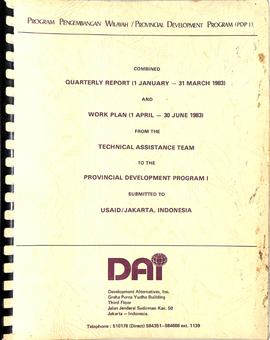 PROGRAM PENGEMBANGAN WILAYAH / PROVINCIAL DEVELOPMENT PROGRAM (PDP I)
COMBINED
QUARTERLY REPORT (1 JANUARY – 31 MARCH 1983)
AND
WORK PLAN (1 APRIL – 30 JUNE 1983)
FROM THE
TECHNICAL ASSISTANCE TEAM
TO THE
PROVINCIAL DEVELOPMENT PROGRAM I
SUBMITTED TO
USAID/JAKARTA, INDONESIA
DAI
Development Alternatives, Inc.
Graha Purna Yudha Building
Third Floor
Jalan Jenderal Sudirman Kav. 50
Jakarta – Indonesia.
Telephone : 510178 (Direct) 584351–584666 ext. 1139